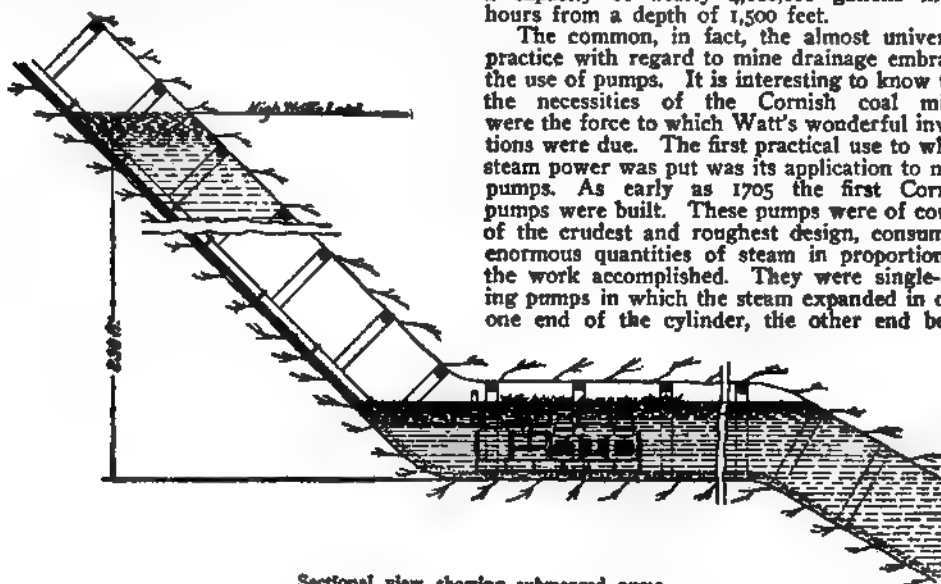 hours from a depth of 1,500 feet.
The common, in fact, the almost univer
practice with regard to mine drainage embra
the use of pumps. It is interesting to know
the necessities of the Cornish coal mi
were the force to which Watt's wonderful inv
tions were due. The first practical use to wh
steam power was put was its application to m
pumps. As early as 1705 the first Corn
pumps were built. These pumps were of cou
of the crudest and roughest design, consum
enormous quantities of steam in proportion
the work accomplished. They were single-
ing pumps in which the steam expanded in
one end of the cylinder, the other end be
High Water Level
230 ft.
Sectional view showing submerged pump